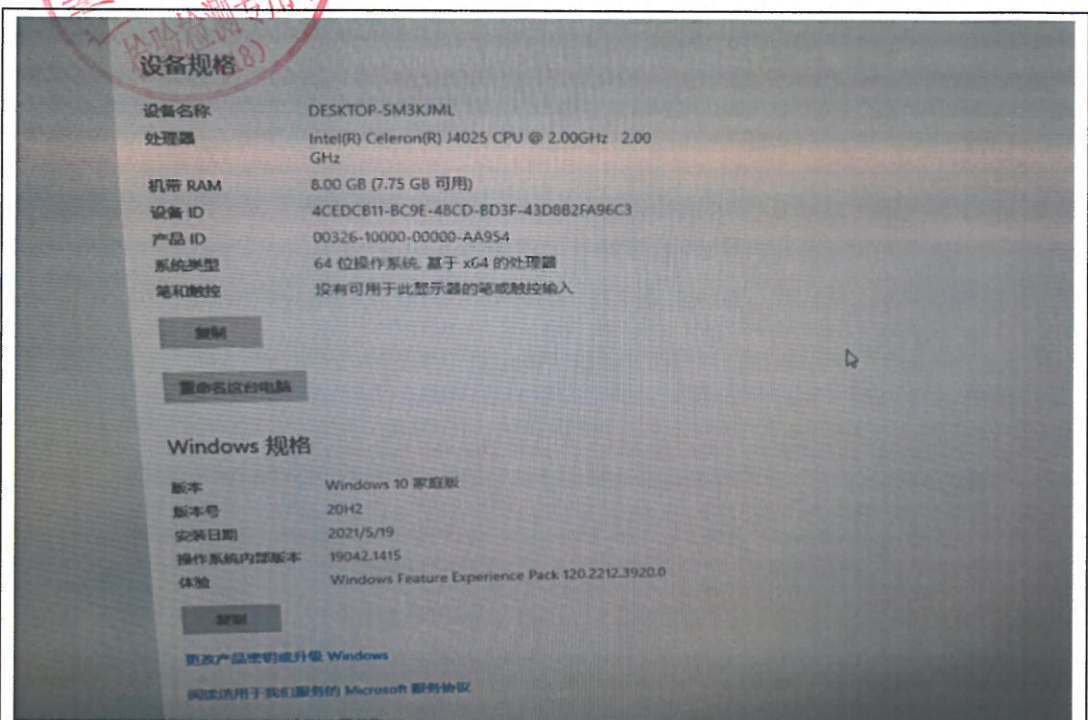 检验检测专用
8)
设备规格
设备名称 DESKTOP-SM3KJML
处理器 Intel(R) Celeron(R) J4025 CPU @ 2.00GHz 2.00
GHz
机带 RAM 8.00 GB (7.75 GB 可用)
设备 ID 4CEDCB11-BC9E-48CD-BD3F-43D8B2FA96C3
产品 ID 00326-10000-00000-AA954
系统类型 64 位操作系统, 基于 x64 的处理器
笔和触控 没有可用于此显示器的笔或触控输入
复制
重命名这台电脑
Windows 规格
版本 Windows 10 家庭版
版本号 20H2
安装日期 2021/5/19
操作系统内部版本 19042.1415
体验 Windows Feature Experience Pack 120.2212.3920.0
复制
更改产品密钥或升级 Windows
阅读适用于我们服务的 Microsoft 服务协议